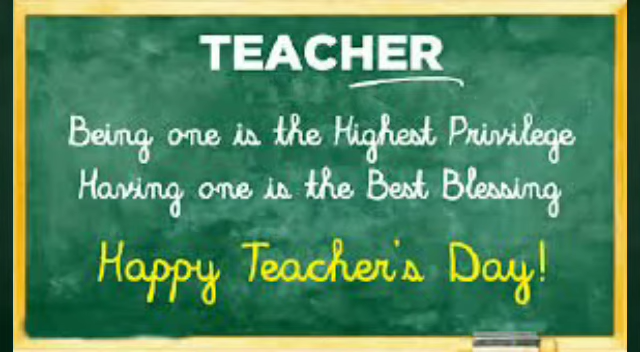 TEACHER
Being one is the Highest Privilege
Having one is the Best Blessing
Happy Teacher's Day!